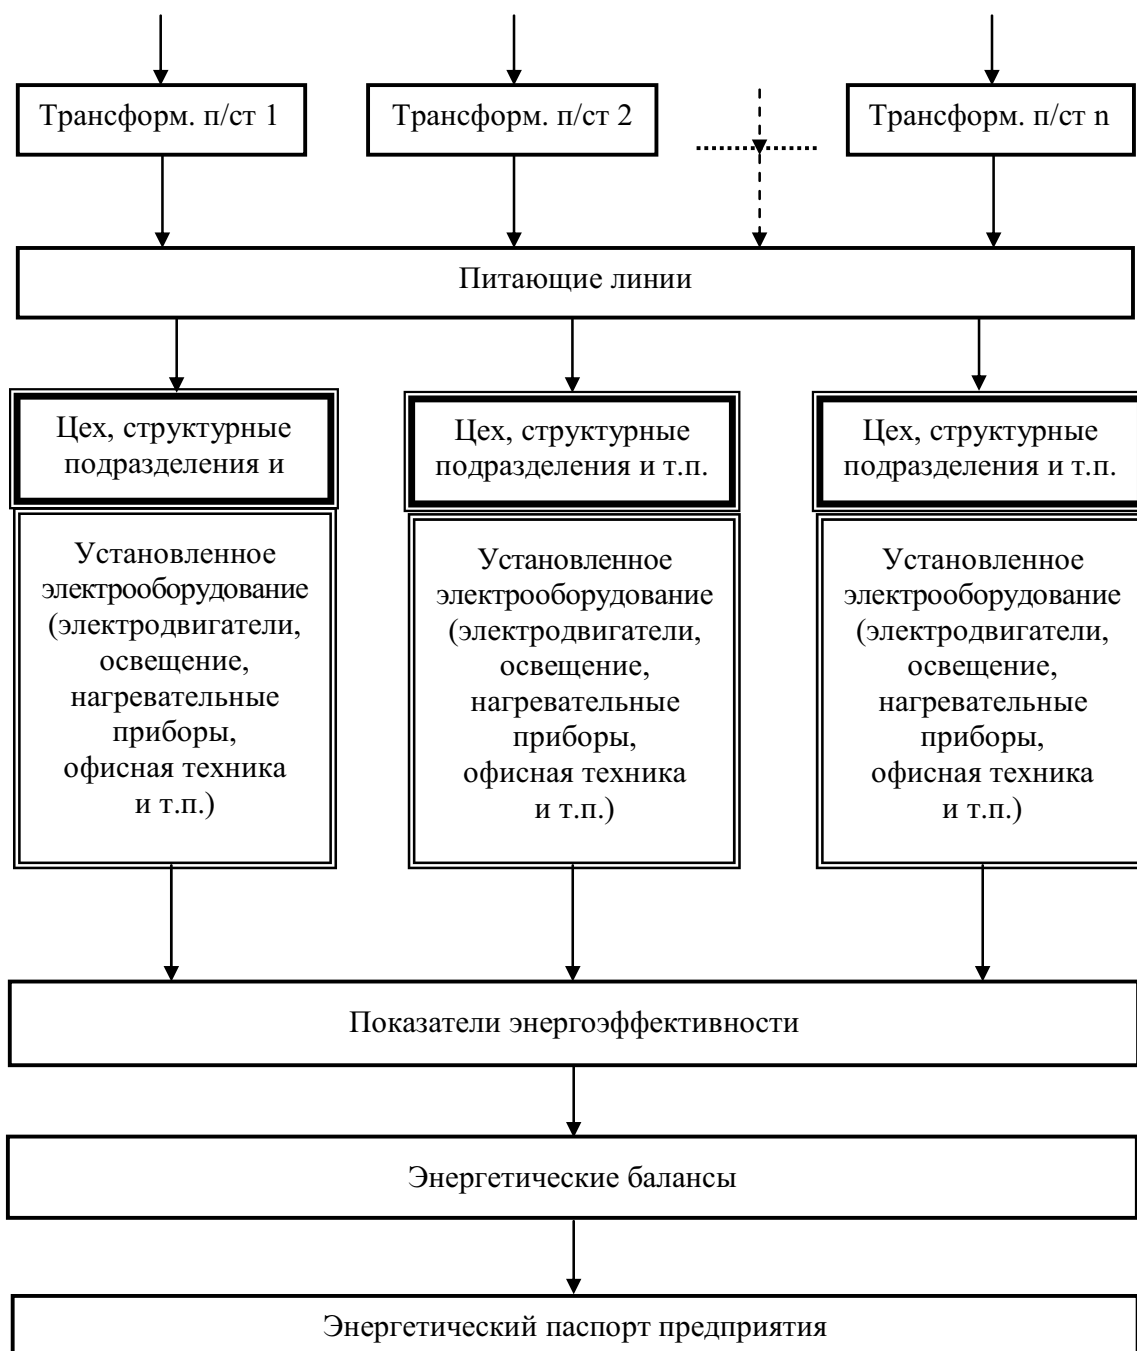 Трансформ. п/ст 1
Трансформ. п/ст 2
Трансформ. п/ст n
Питающие линии
Цех, структурные
подразделения и
Цех, структурные
подразделения и т.п.
Цех, структурные
подразделения и т.п.
Установленное
электрооборудование
(электродвигатели,
освещение,
нагревательные
приборы,
офисная техника
и т.п.)
Установленное
электрооборудование
(электродвигатели,
освещение,
нагревательные
приборы,
офисная техника
и т.п.)
Установленное
электрооборудование
(электродвигатели,
освещение,
нагревательные
приборы,
офисная техника
и т.п.)
Показатели энергоэффективности
Энергетические балансы
Энергетический паспорт предприятия